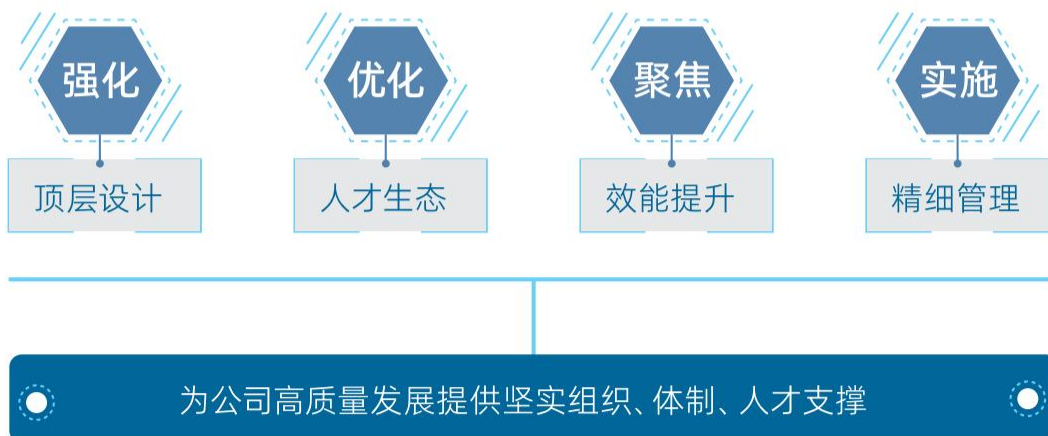 强化 优化 聚焦 实施
顶层设计 人才生态 效能提升 精细管理
为公司高质量发展提供坚实组织、体制、人才支撑